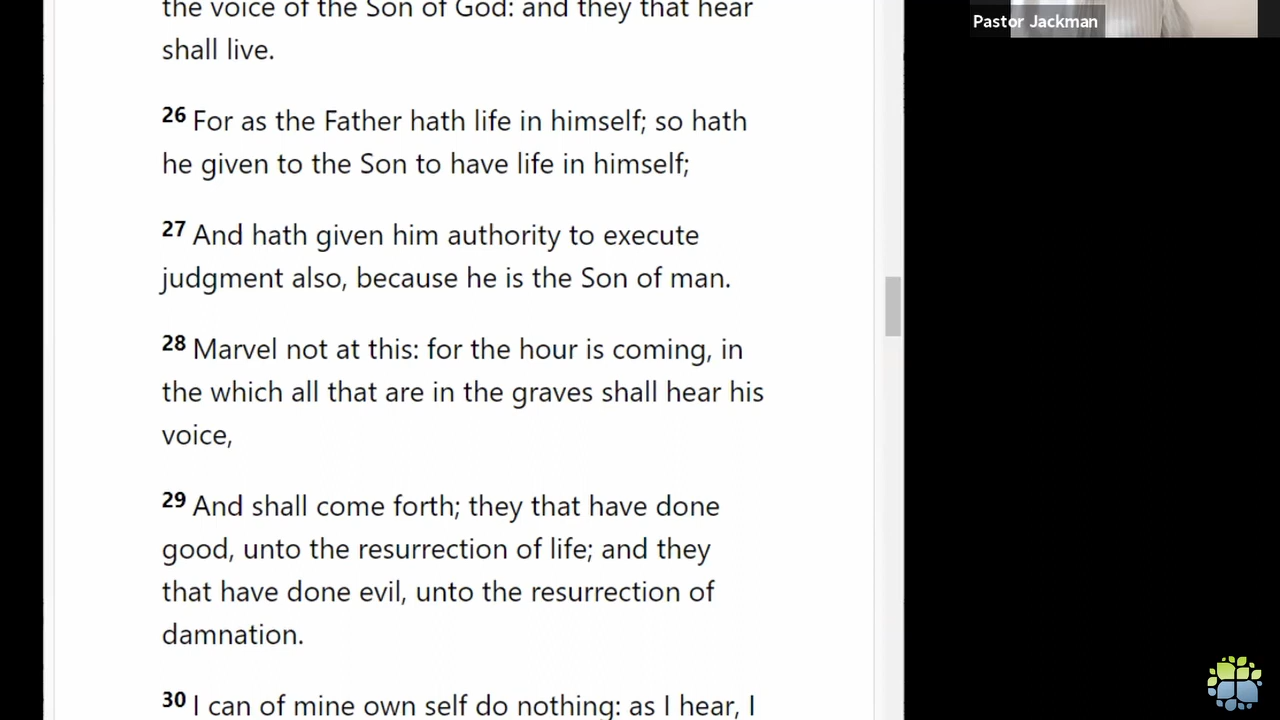 the voice of the Son of God: and they that hear
shall live.
26 For as the Father hath life in himself; so hath
he given to the Son to have life in himself;
27 And hath given him authority to execute
judgment also, because he is the Son of man.
28 Marvel not at this: for the hour is coming, in
the which all that are in the graves shall hear his
voice,
29 And shall come forth; they that have done
good, unto the resurrection of life; and they
that have done evil, unto the resurrection of
damnation.
30 I can of mine own self do nothing: as I hear, I
Pastor Jackman